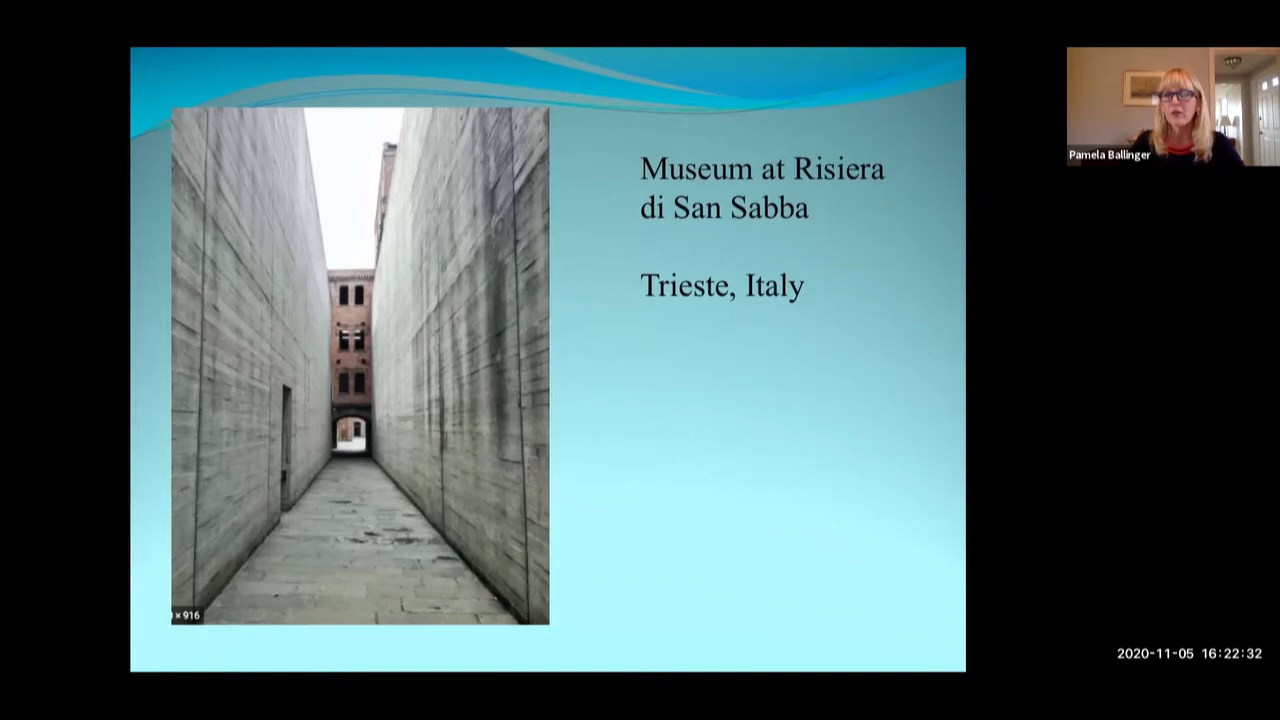 Museum at Risiera
di San Sabba
Trieste, Italy
Pamela Ballinger
× 916
2020-11-05 16:22:32